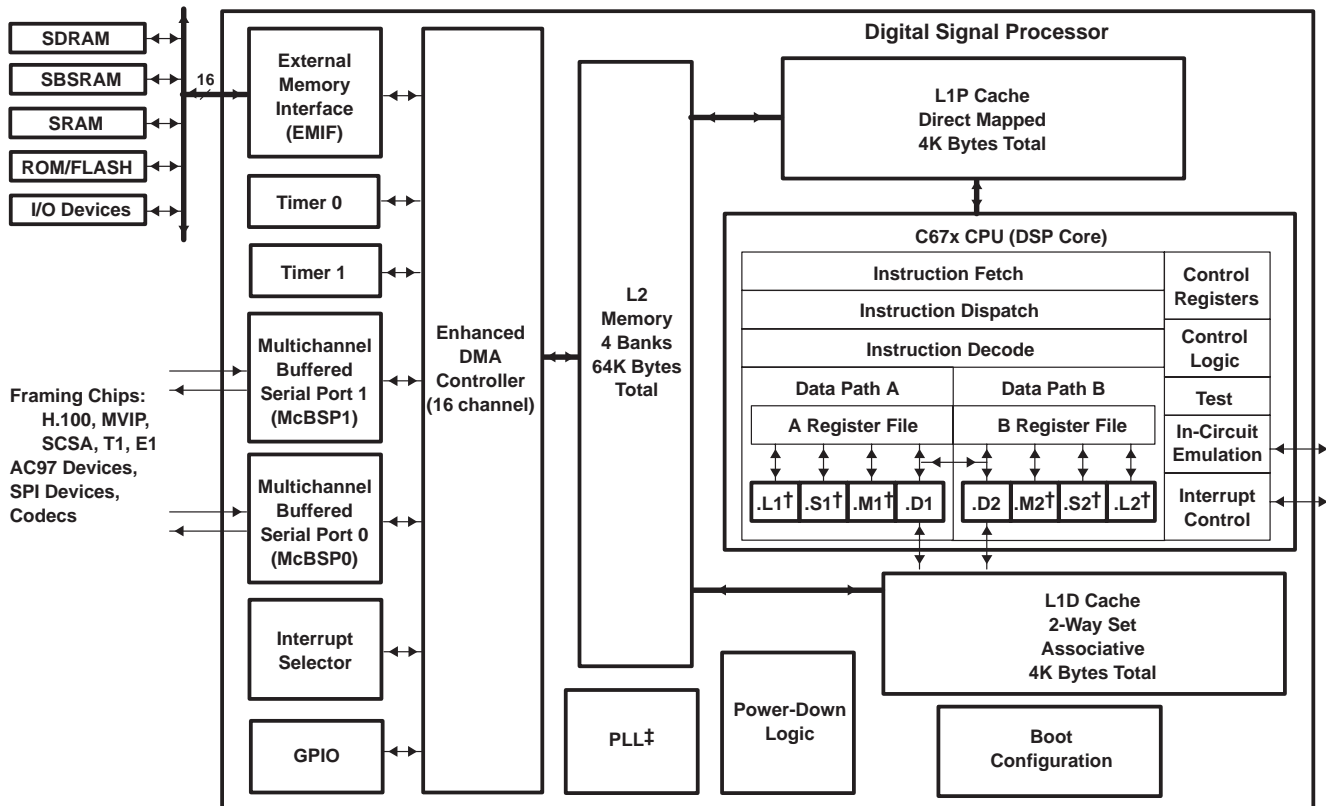 Digital Signal Processor
SDRAM
SBSRAM
SRAM
ROM/FLASH
I/O Devices
16
External
Memory
Interface
(EMIF)
Timer 0
Timer 1
Multichannel
Buffered
Serial Port 1
(McBSP1)
Multichannel
Buffered
Serial Port 0
(McBSP0)
Interrupt
Selector
GPIO
Framing Chips:
H.100, MVIP,
SCSA, T1, E1
AC97 Devices,
SPI Devices,
Codecs
Enhanced
DMA
Controller
(16 channel)
L2
Memory
4 Banks
64K Bytes
Total
L1P Cache
Direct Mapped
4K Bytes Total
C67x CPU (DSP Core)
Instruction Fetch
Instruction Dispatch
Instruction Decode
Data Path A
Data Path B
A Register File
B Register File
.L1† .S1† .M1† .D1
.D2 .M2† .S2† .L2†
Control
Registers
Control
Logic
Test
In-Circuit
Emulation
Interrupt
Control
L1D Cache
2-Way Set
Associative
4K Bytes Total
PLL‡
Power-Down
Logic
Boot
Configuration